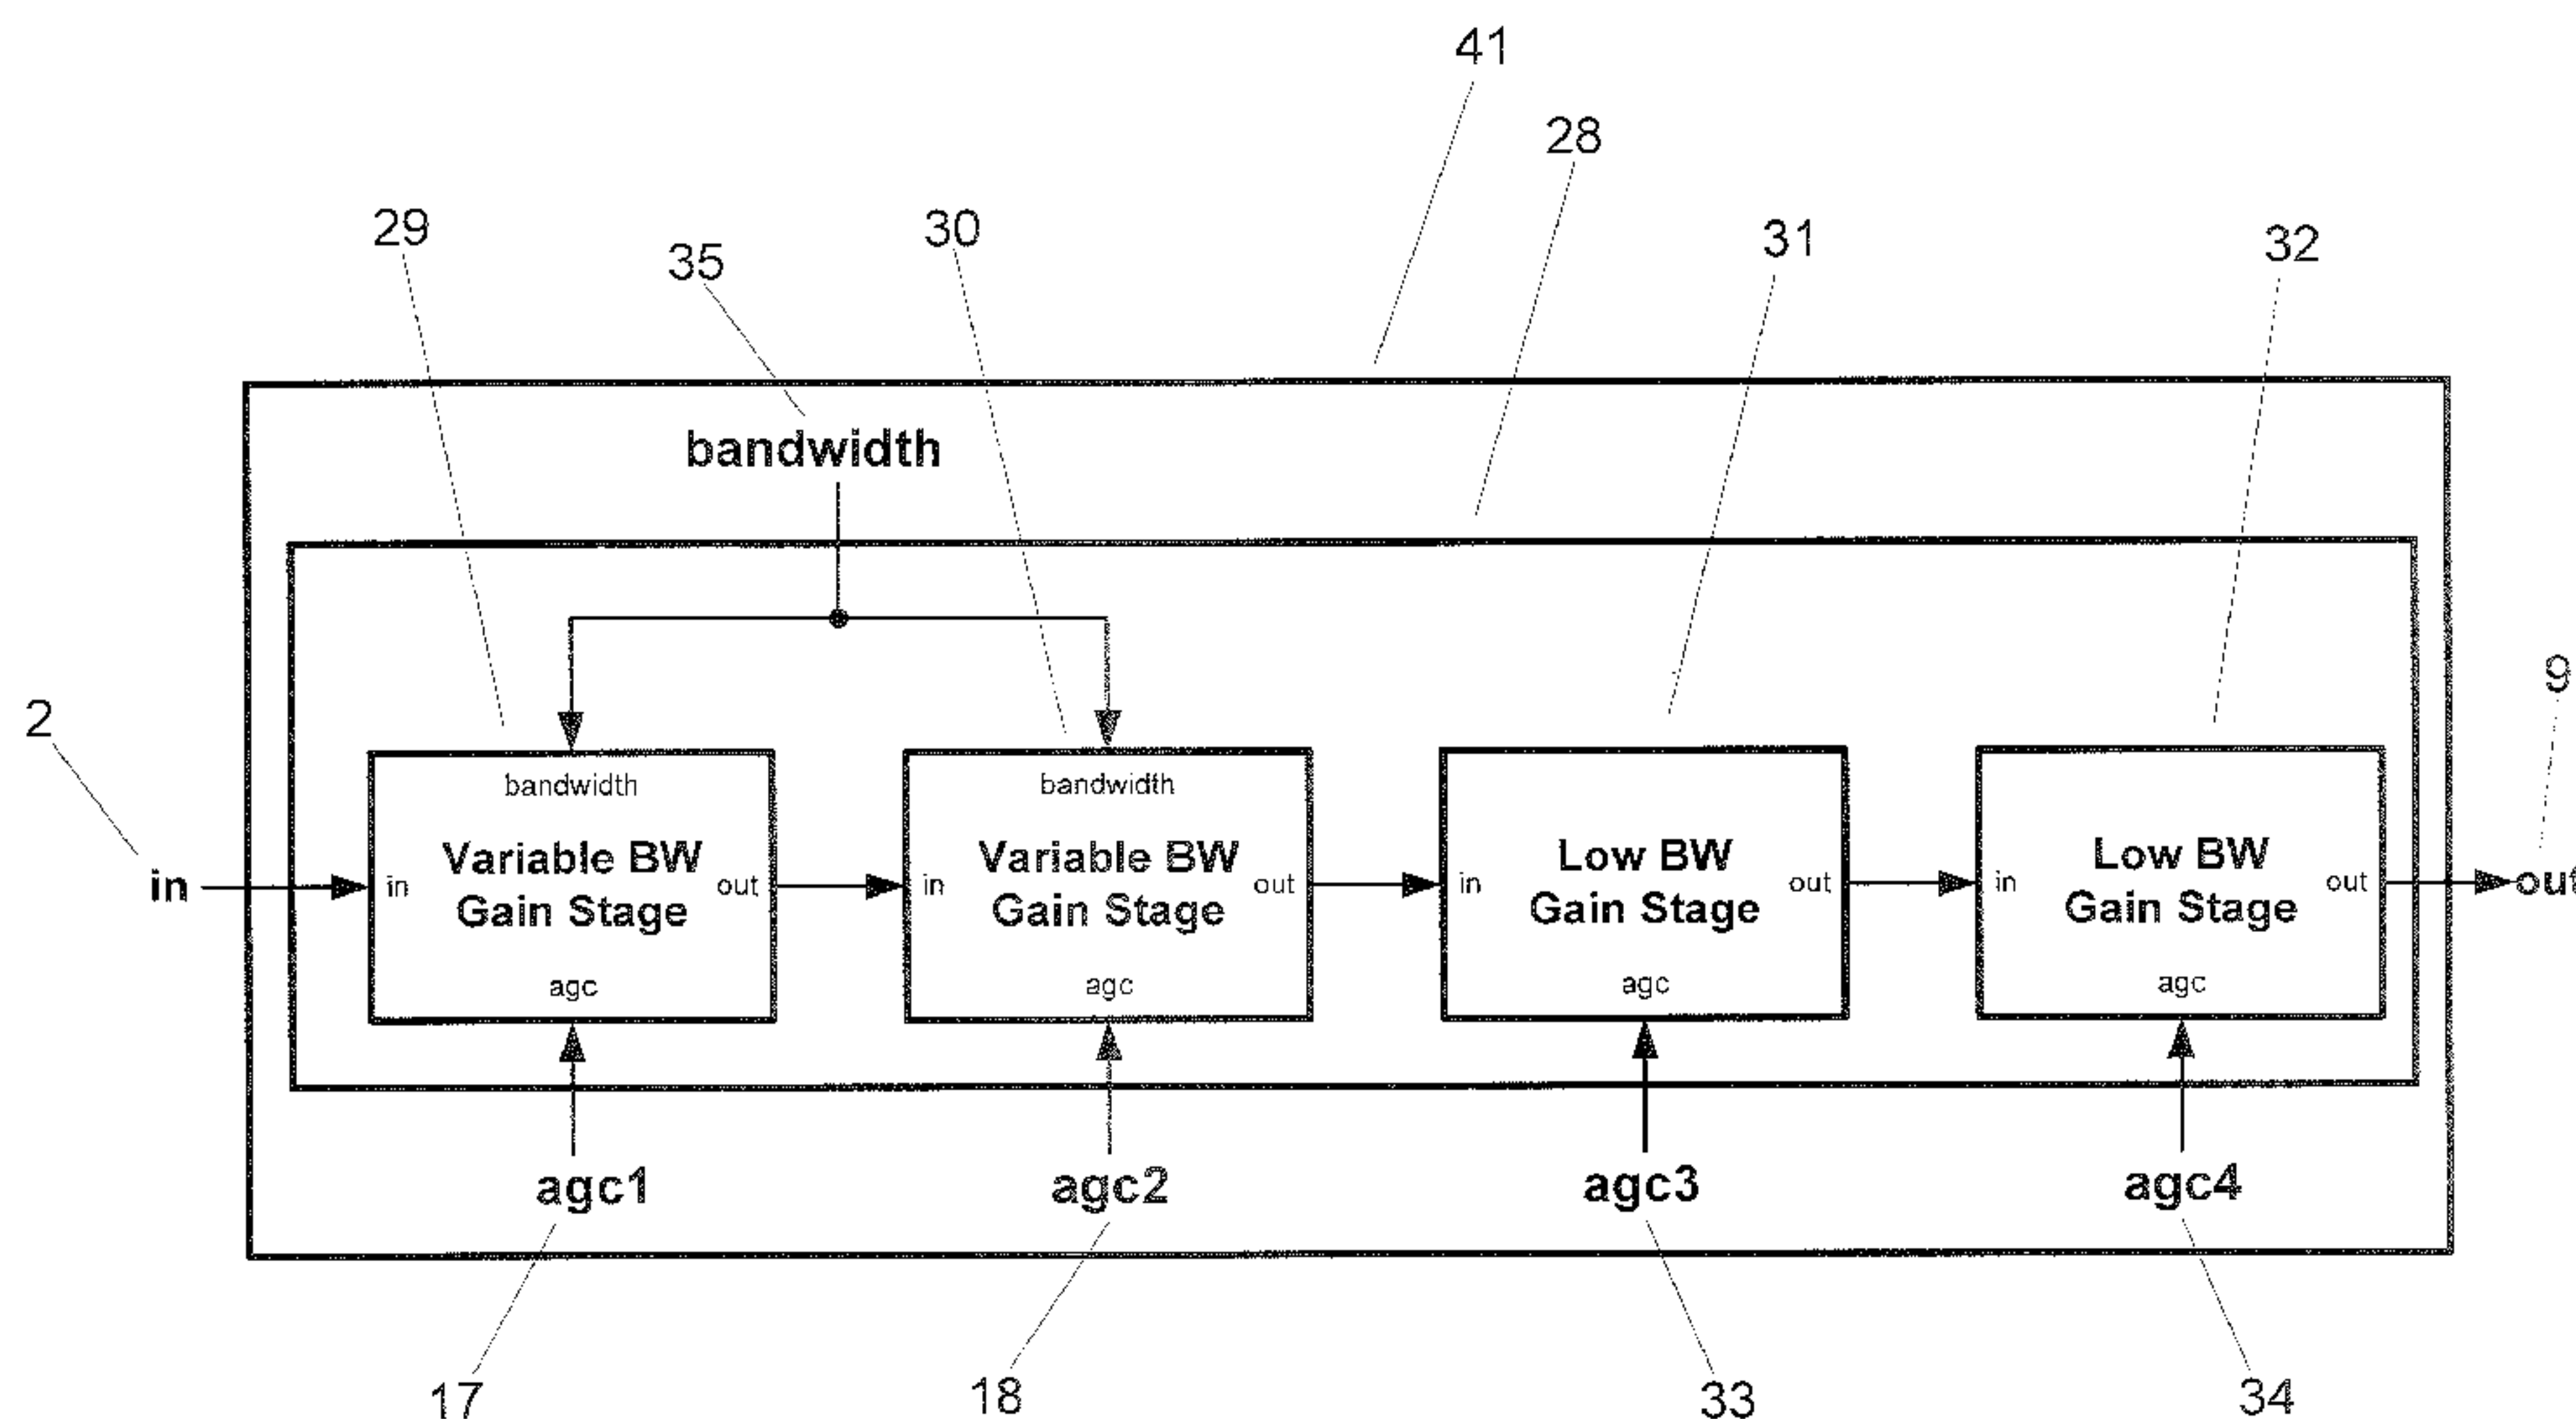 41
28
29
30
31
32
35
bandwidth
9
2
bandwidth
bandwidth
Variable BW
Gain Stage
Variable BW
Gain Stage
Low BW
Gain Stage
Low BW
Gain Stage
in
in
out
in
out
in
out
in
out
out
agc
agc
agc
agc
agc1
agc2
agc3
agc4
17
18
33
34